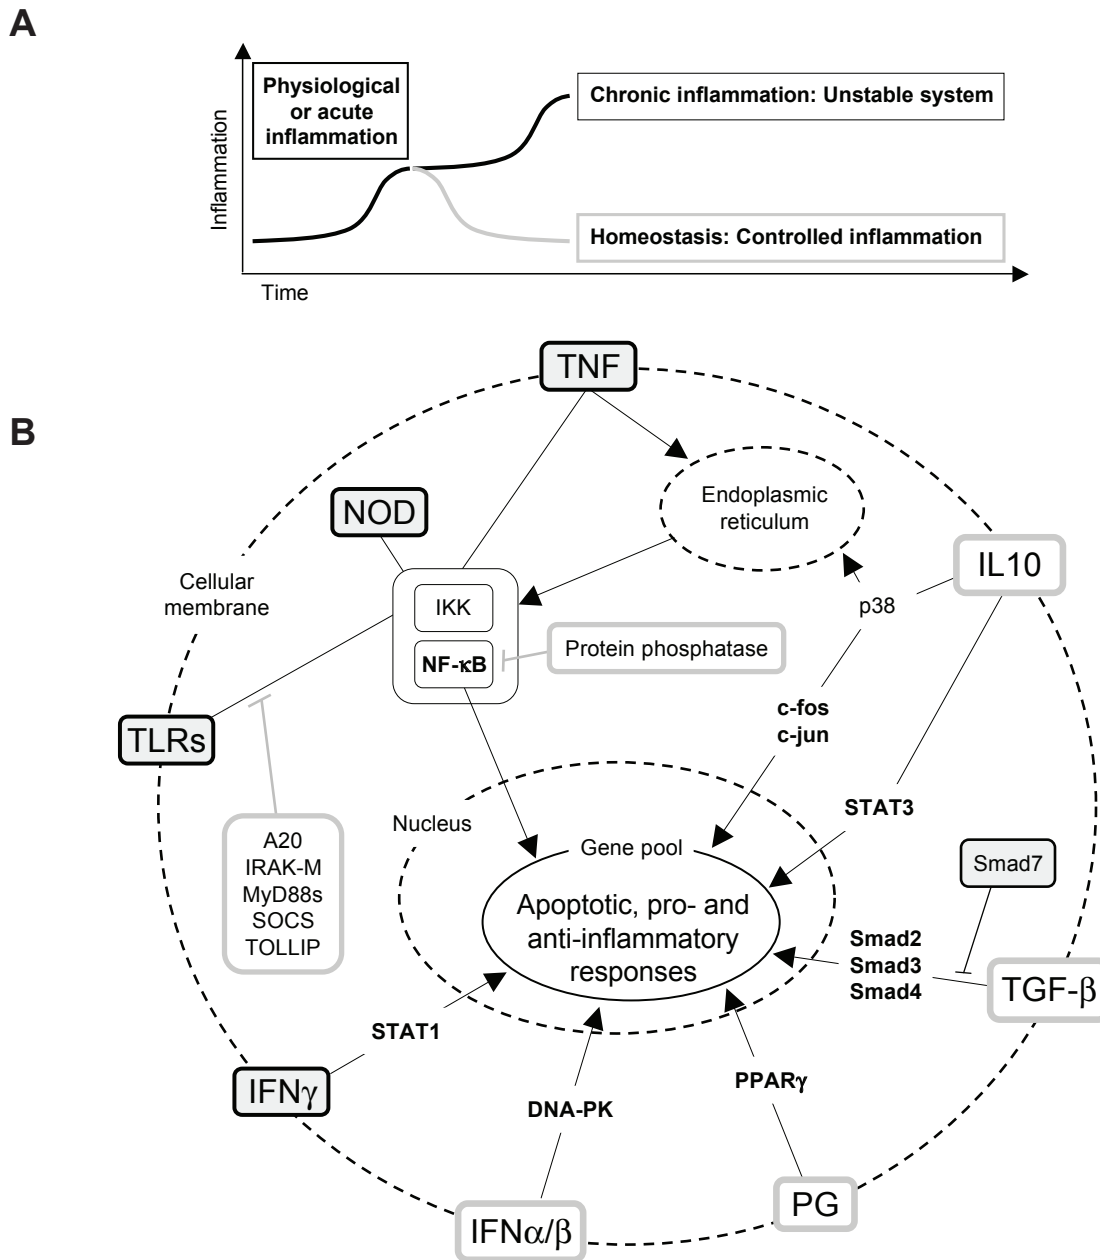 A
Physiological
or acute
inflammation
Chronic inflammation: Unstable system
Inflammation
Homeostasis: Controlled inflammation
Time
TNF
B
Endoplasmic
reticulum
NOD
IL10
Cellular
membrane
IKK
p38
Protein phosphatase
NF-κB
c-fos
c-jun
TLRs
STAT3
Nucleus
Gene pool
A20
IRAK-M
MyD88s
SOCS
TOLLIP
Smad7
Apoptotic, pro- and
anti-inflammatory
responses
Smad2
Smad3
Smad4
TGF-β
STAT1
IFNγ
PPARγ
DNA-PK
PG
IFNα/β